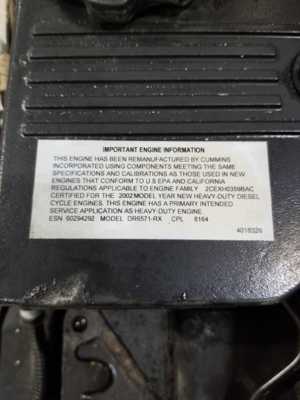 IMPORTANT ENGINE INFORMATION
THIS ENGINE HAS BEEN REMANUFACTURED BY CUMMINS
INCORPORATED USING COMPONENTS MEETING THE SAME
SPECIFICATIONS AND CALIBRATIONS AS THOSE USED IN NEW
ENGINES THAT CONFORM TO U.S EPA AND CALIFORNIA
REGULATIONS APPLICABLE TO ENGINE FAMILY 2CEXH0359BAC
CERTIFIED FOR THE 2002 MODEL YEAR NEW HEAVY-DUTY DIESEL
CYCLE ENGINES. THIS ENGINE HAS A PRIMARY INTENDED
SERVICE APPLICATION AS HEAVY-DUTY ENGINE.
ESN 60294292 MODEL DR6571-RX CPL 8164
4018326